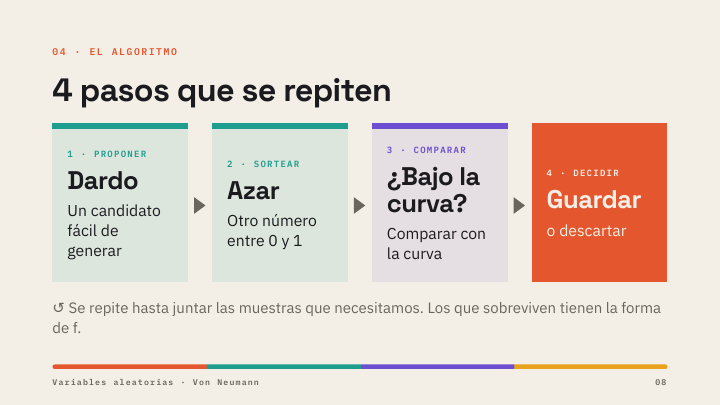 04 · EL ALGORITMO
4 pasos que se repiten
1 · PROPONER
Dardo
Un candidato
fácil de
generar
2 · SORTEAR
Azar
Otro número
entre 0 y 1
3 · COMPARAR
¿Bajo la
curva?
Comparar con
la curva
4 · DECIDIR
Guardar
o descartar
↺ Se repite hasta juntar las muestras que necesitamos. Los que sobreviven tienen la forma
de f.
Variables aleatorias · Von Neumann
08